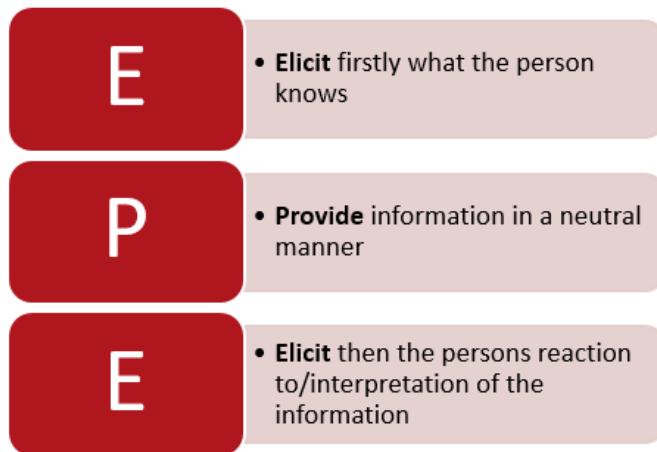 E
• Elicit firstly what the person
knows
P
• Provide information in a neutral
manner
E
• Elicit then the persons reaction
to/interpretation of the
information